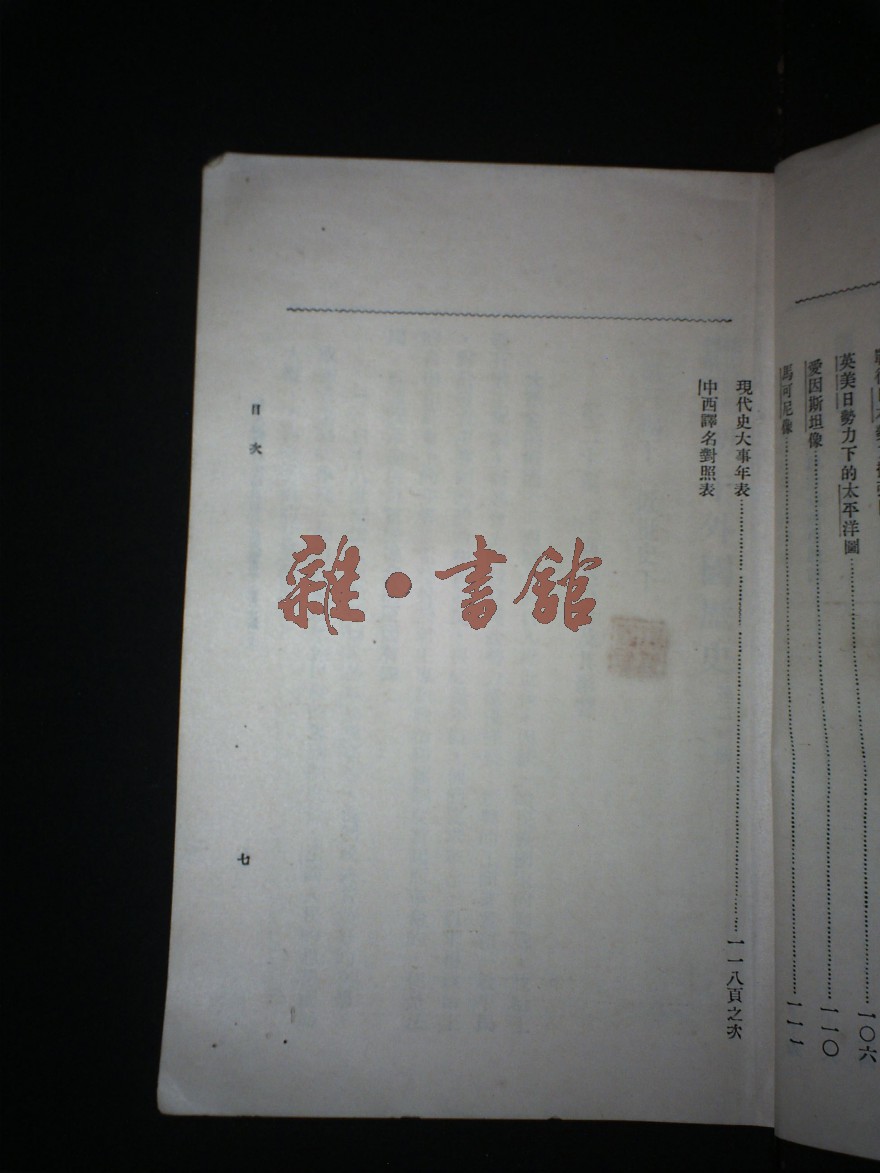 英美日勢力下的太平洋圖……一〇六
愛因斯坦像……一一〇
馬可尼像……一一一
現代史大事年表……一一八頁之次
中西譯名對照表
目次
七
雜·書館